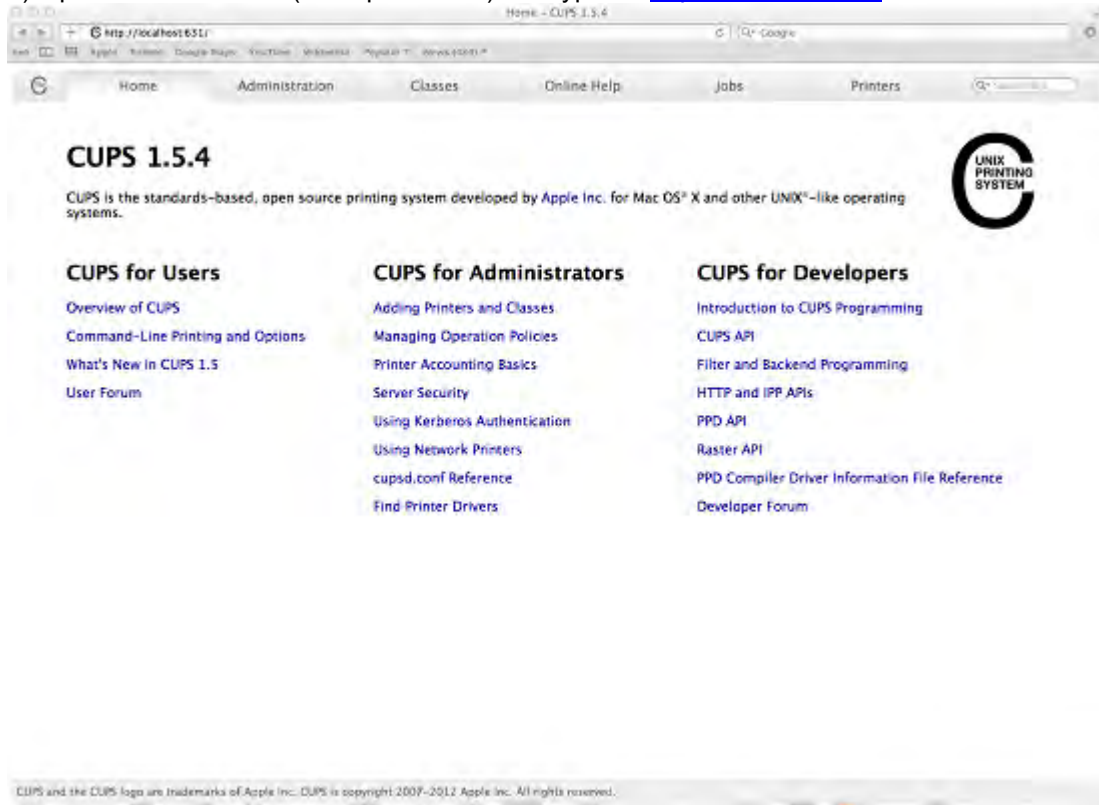 Home - CUPS 1.5.4
http://localhost:631/
Google
Home Administration Classes Online Help Jobs Printers
CUPS 1.5.4
UNIX
PRINTING
SYSTEM
CUPS is the standards-based, open source printing system developed by Apple Inc. for Mac OS® X and other UNIX®-like operating
systems.
CUPS for Users
Overview of CUPS
Command-Line Printing and Options
What's New in CUPS 1.5
User Forum
CUPS for Administrators
Adding Printers and Classes
Managing Operation Policies
Printer Accounting Basics
Server Security
Using Kerberos Authentication
Using Network Printers
cupsd.conf Reference
Find Printer Drivers
CUPS for Developers
Introduction to CUPS Programming
CUPS API
Filter and Backend Programming
HTTP and IPP APIs
PPD API
Raster API
PPD Compiler Driver Information File Reference
Developer Forum
CUPS and the CUPS logo are trademarks of Apple Inc. CUPS is copyright 2007-2012 Apple Inc. All rights reserved.